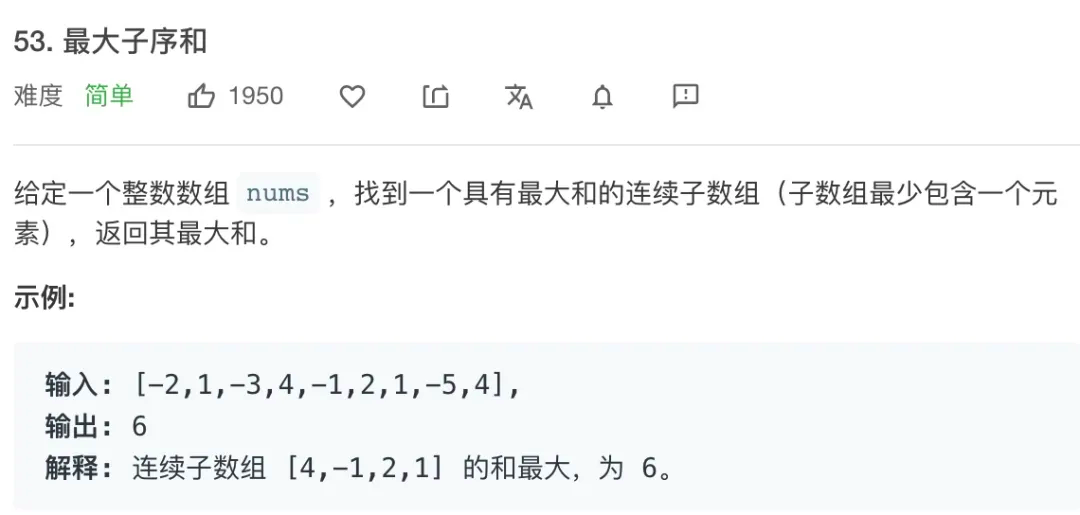 53. 最大子序和
难度 简单 1950
给定一个整数数组 nums ，找到一个具有最大和的连续子数组（子数组最少包含一个元
素），返回其最大和。
示例:
输入: [-2,1,-3,4,-1,2,1,-5,4],
输出: 6
解释: 连续子数组 [4,-1,2,1] 的和最大，为 6。